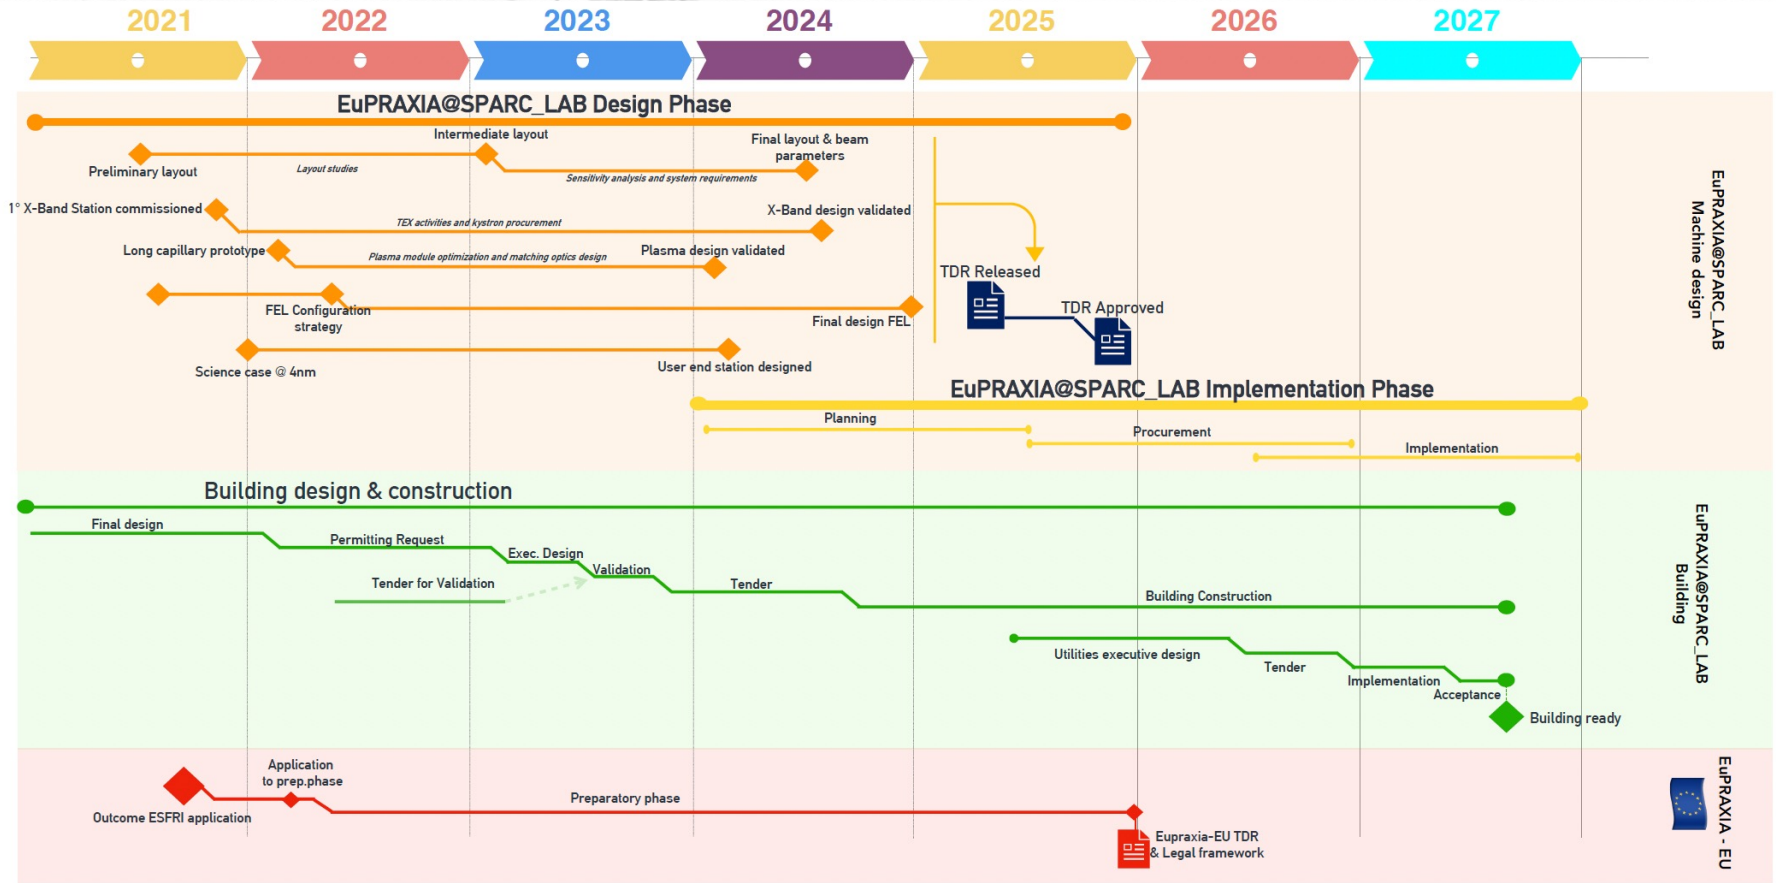 2021
2022
2023
2024
2025
2026
2027
EuPRAXIA@SPARC_LAB Design Phase
Intermediate layout
Final layout & beam
parameters
Preliminary layout
Layout studies
Sensitivity analysis and system requirements
1° X-Band Station commissioned
TEX activities and kystron procurement
X-Band design validated
Long capillary prototype
Plasma module optimization and matching optics design
Plasma design validated
FEL Configuration
strategy
Final design FEL
Science case @ 4nm
User end station designed
TDR Released
TDR Approved
EuPRAXIA@SPARC_LAB
Machine design
EuPRAXIA@SPARC_LAB Implementation Phase
Planning
Procurement
Implementation
Building design & construction
Final design
Permitting Request
Exec. Design
Validation
Tender for Validation
Tender
Building Construction
Utilities executive design
Tender
Implementation
Acceptance
Building ready
EuPRAXIA@SPARC_LAB
Building
Application
to prep.phase
Outcome ESFRI application
Preparatory phase
Eupraxia-EU TDR
& Legal framework
EuPRAXIA - EU